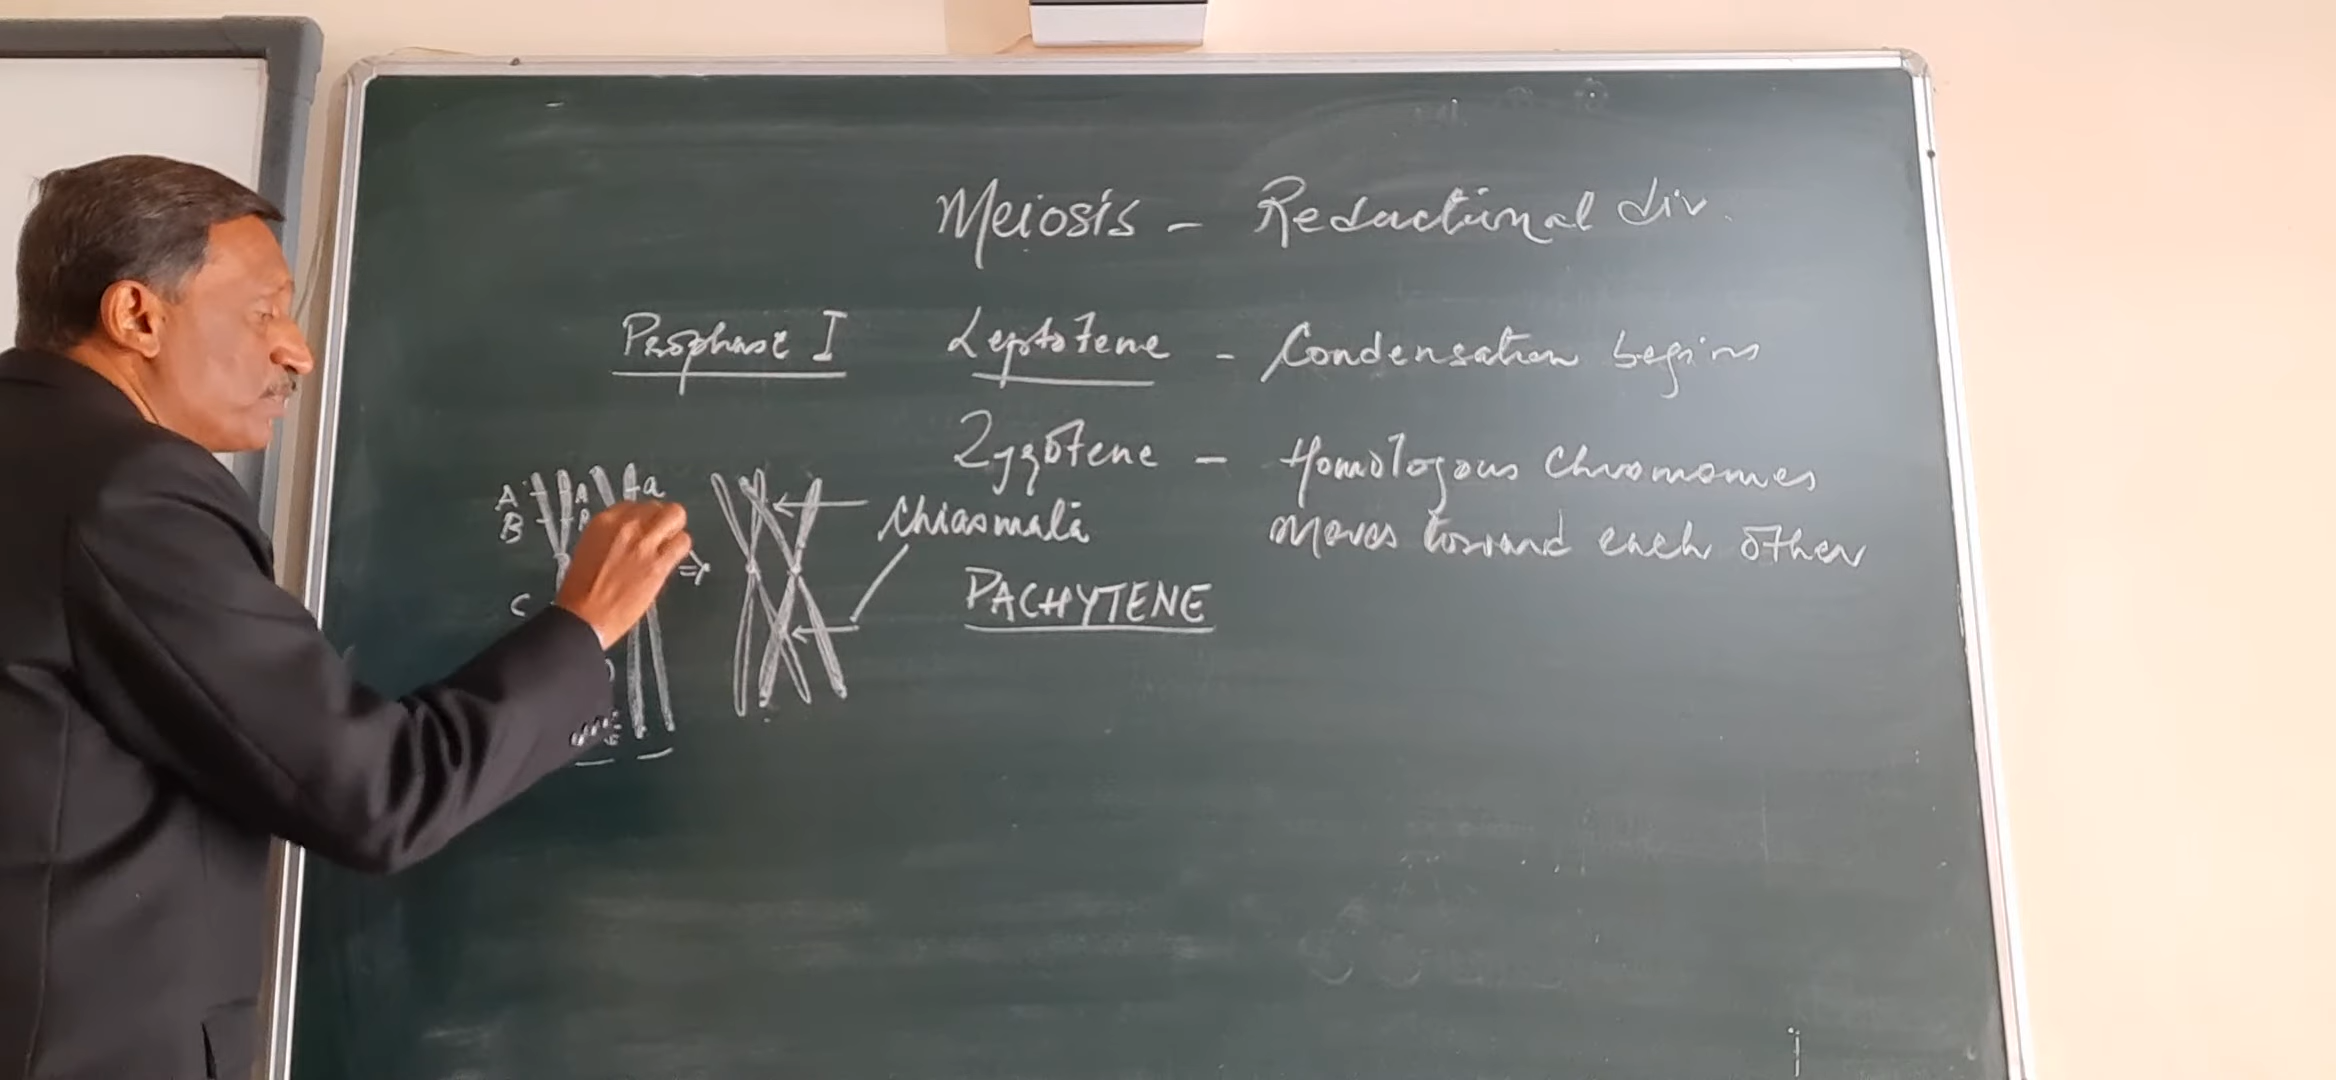 Meiosis - Reductional div.
Prophase I Leptotene - Condensation begins
Zygotene - Homologous Chromomes
Moves toward each other
A A a
B B
Chiasmata
C
PACHYTENE